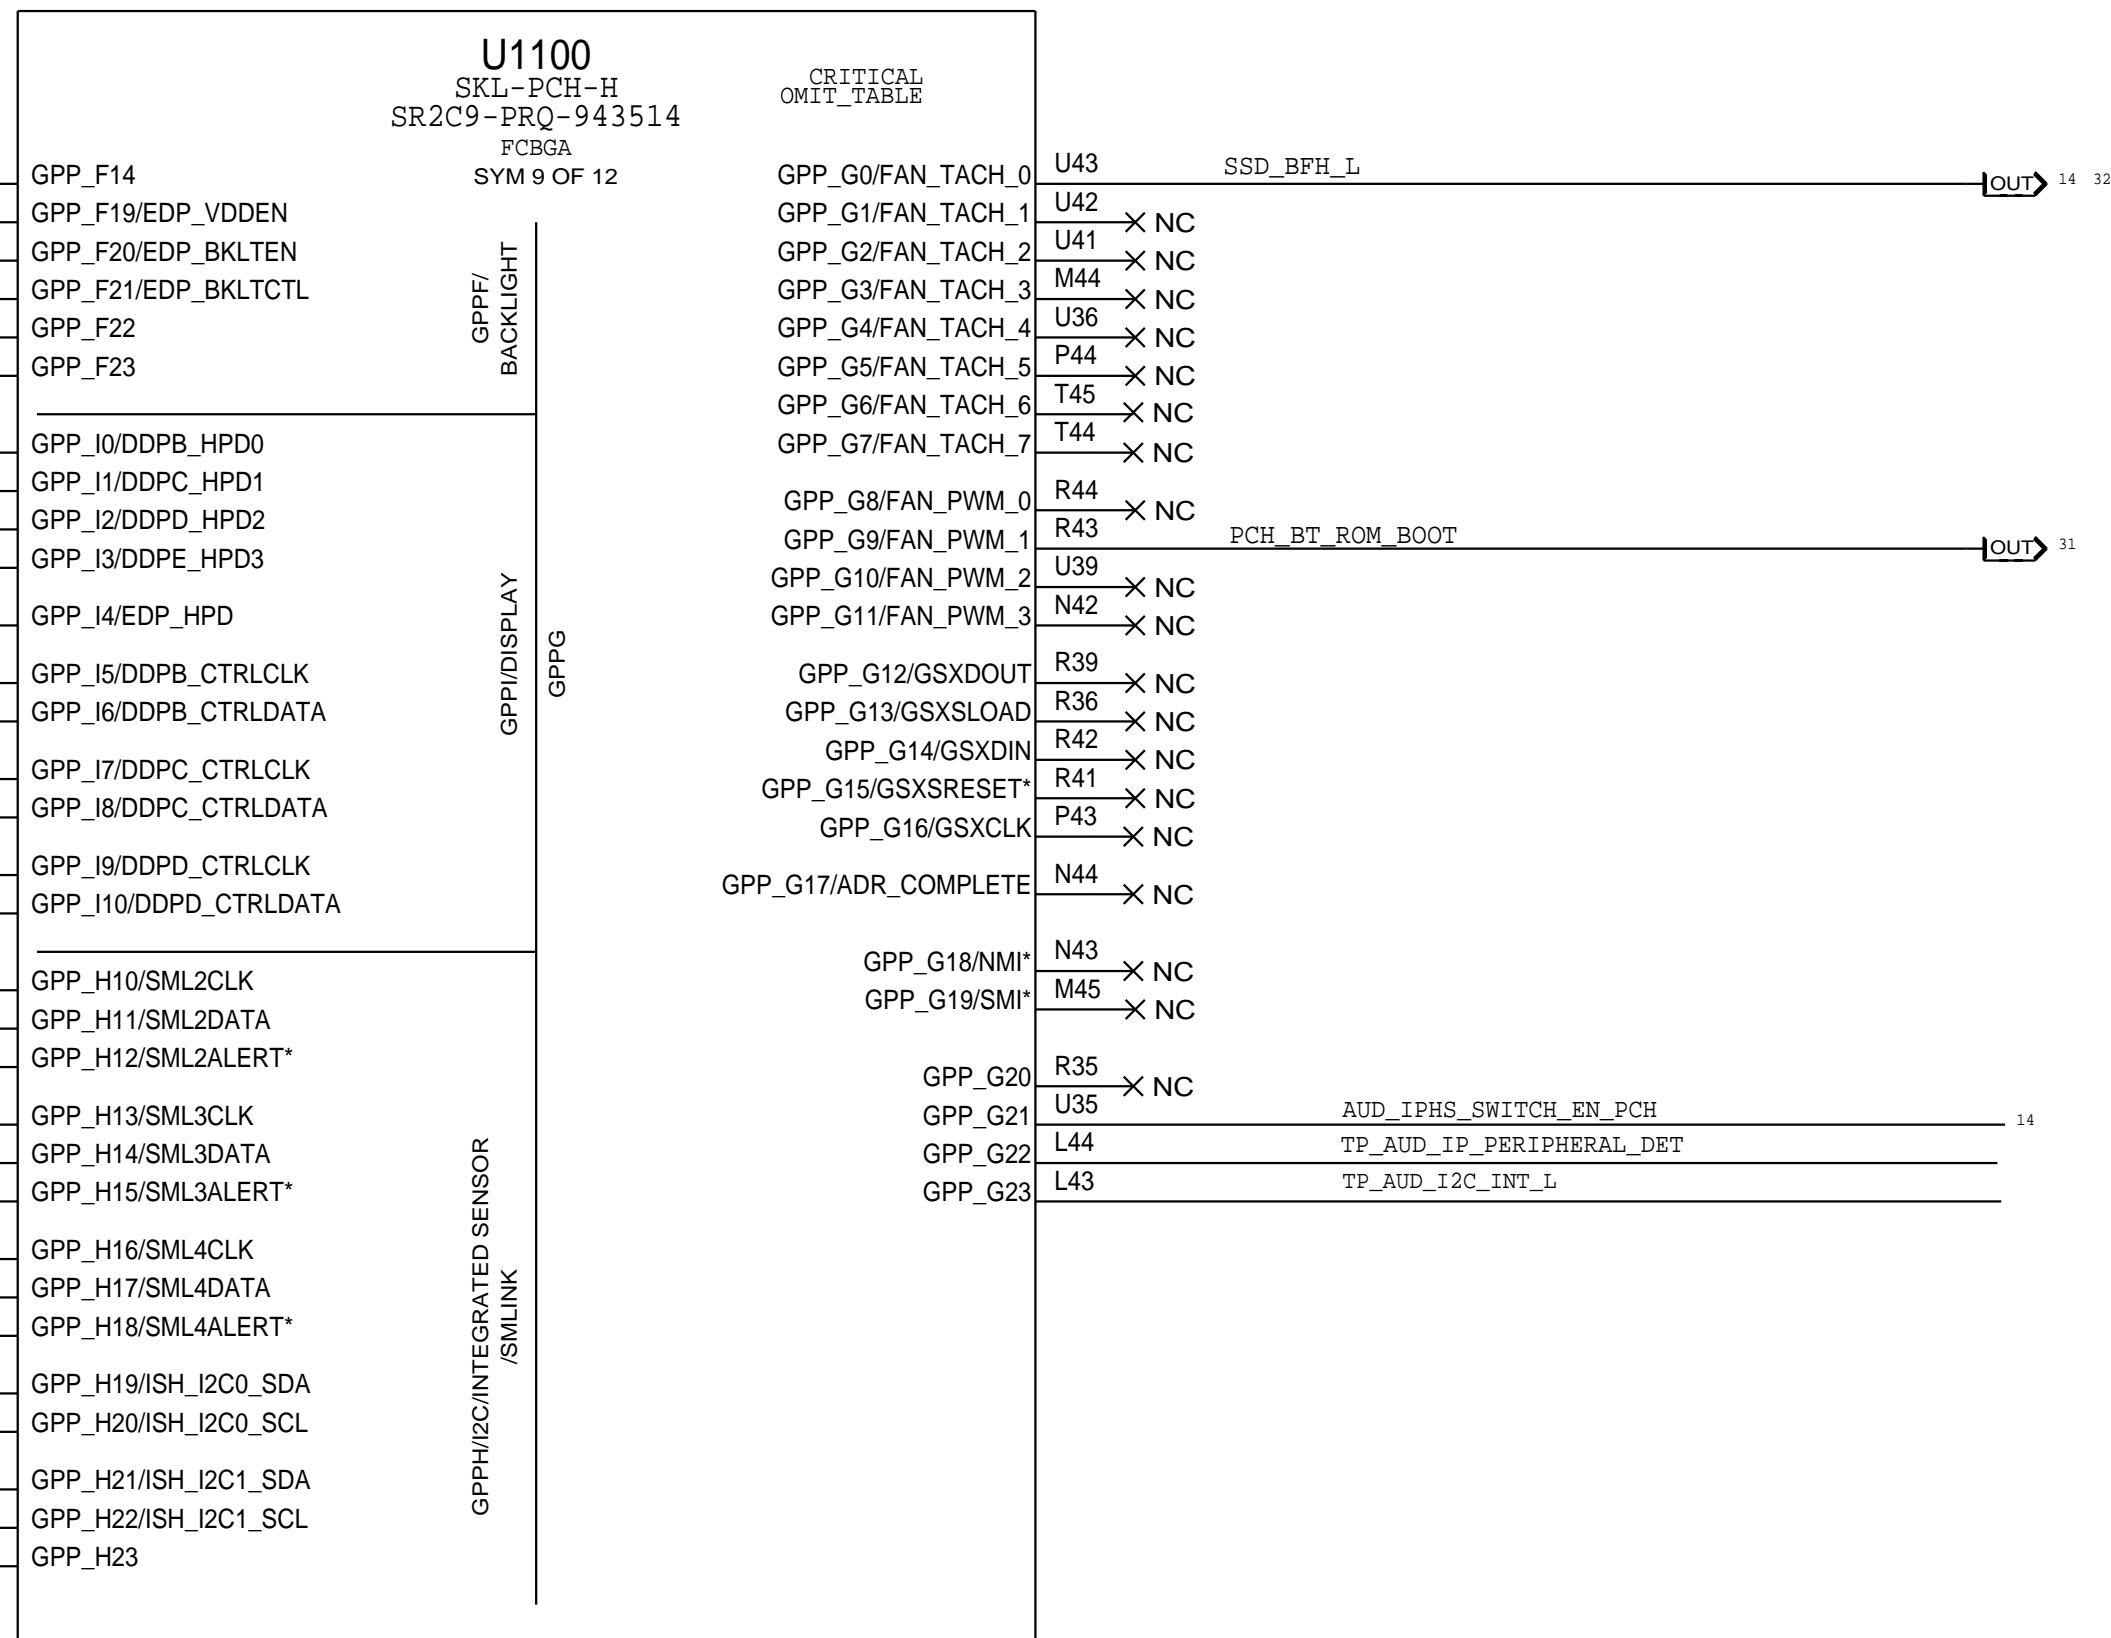 U1100
SKL-PCH-H
SR2C9-PRQ-943514
FCBGA
SYM 9 OF 12
CRITICAL
OMIT_TABLE
GPP_F14
GPP_F19/EDP_VDDEN
GPP_F20/EDP_BKLTEN
GPP_F21/EDP_BKLTCTL
GPP_F22
GPP_F23
GPPF/
BACKLIGHT
GPP_I0/DDPB_HPD0
GPP_I1/DDPC_HPD1
GPP_I2/DDPD_HPD2
GPP_I3/DDPE_HPD3
GPP_I4/EDP_HPD
GPP_I5/DDPB_CTRLCLK
GPP_I6/DDPB_CTRLDATA
GPP_I7/DDPC_CTRLCLK
GPP_I8/DDPC_CTRLDATA
GPP_I9/DDPD_CTRLCLK
GPP_I10/DDPD_CTRLDATA
GPPI/DISPLAY
GPPG
GPP_H10/SML2CLK
GPP_H11/SML2DATA
GPP_H12/SML2ALERT*
GPP_H13/SML3CLK
GPP_H14/SML3DATA
GPP_H15/SML3ALERT*
GPP_H16/SML4CLK
GPP_H17/SML4DATA
GPP_H18/SML4ALERT*
GPP_H19/ISH_I2C0_SDA
GPP_H20/ISH_I2C0_SCL
GPP_H21/ISH_I2C1_SDA
GPP_H22/ISH_I2C1_SCL
GPP_H23
GPPH/I2C/INTEGRATED SENSOR
/SMLINK
GPP_G0/FAN_TACH_0 U43 SSD_BFH_L OUT 14 32
GPP_G1/FAN_TACH_1 U42 NC
GPP_G2/FAN_TACH_2 U41 NC
GPP_G3/FAN_TACH_3 M44 NC
GPP_G4/FAN_TACH_4 U36 NC
GPP_G5/FAN_TACH_5 P44 NC
GPP_G6/FAN_TACH_6 T45 NC
GPP_G7/FAN_TACH_7 T44 NC
GPP_G8/FAN_PWM_0 R44 NC
GPP_G9/FAN_PWM_1 R43 PCH_BT_ROM_BOOT OUT 31
GPP_G10/FAN_PWM_2 U39 NC
GPP_G11/FAN_PWM_3 N42 NC
GPP_G12/GSXDOUT R39 NC
GPP_G13/GSXSLOAD R36 NC
GPP_G14/GSXDIN R42 NC
GPP_G15/GSXSRESET* R41 NC
GPP_G16/GSXCLK P43 NC
GPP_G17/ADR_COMPLETE N44 NC
GPP_G18/NMI* N43 NC
GPP_G19/SMI* M45 NC
GPP_G20 R35 NC
GPP_G21 U35 AUD_IPHS_SWITCH_EN_PCH 14
GPP_G22 L44 TP_AUD_IP_PERIPHERAL_DET
GPP_G23 L43 TP_AUD_I2C_INT_L